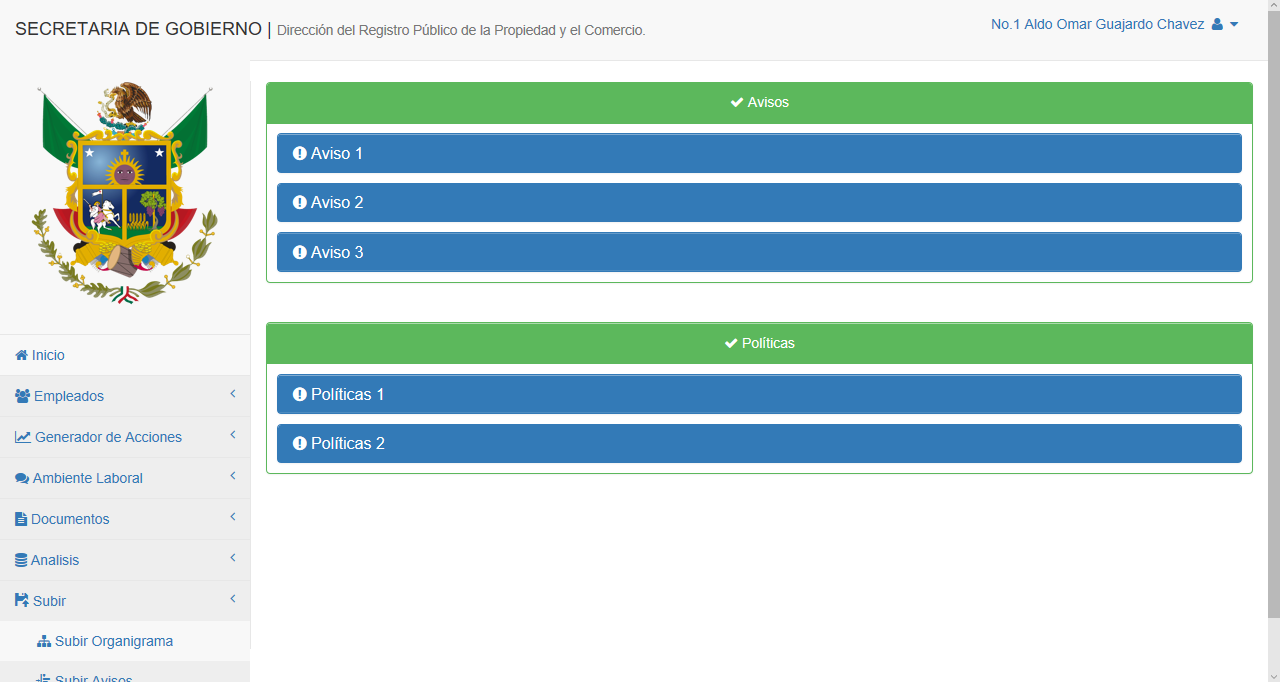 SECRETARIA DE GOBIERNO | Dirección del Registro Público de la Propiedad y el Comercio.
No.1 Aldo Omar Guajardo Chavez
Avisos
Aviso 1
Aviso 2
Aviso 3
Políticas
Políticas 1
Políticas 2
Inicio
Empleados
Generador de Acciones
Ambiente Laboral
Documentos
Analisis
Subir
Subir Organigrama
Subir Avisos